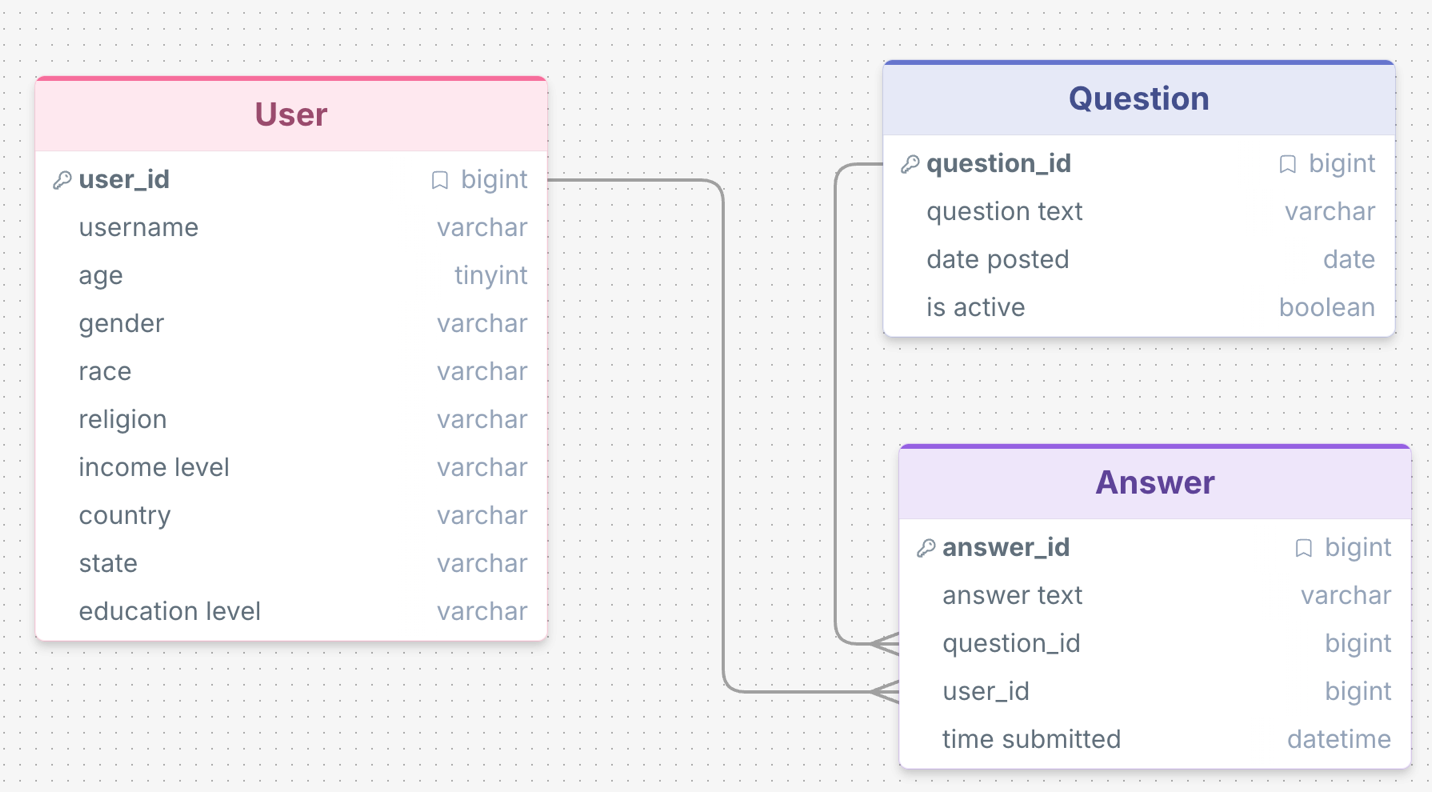 User
user_id bigint
username varchar
age tinyint
gender varchar
race varchar
religion varchar
income level varchar
country varchar
state varchar
education level varchar
Question
question_id bigint
question text varchar
date posted date
is active boolean
Answer
answer_id bigint
answer text varchar
question_id bigint
user_id bigint
time submitted datetime